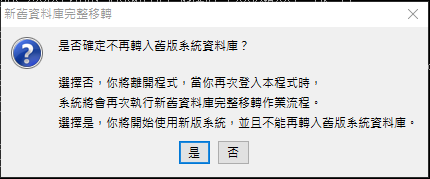 新舊資料庫完整移轉
是否確定不再轉入舊版系統資料庫？
選擇否，你將離開程式，當你再次登入本程式時，
系統將會再次執行新舊資料庫完整移轉作業流程。
選擇是，你將開始使用新版系統，並且不能再轉入舊版系統資料庫。
是
否